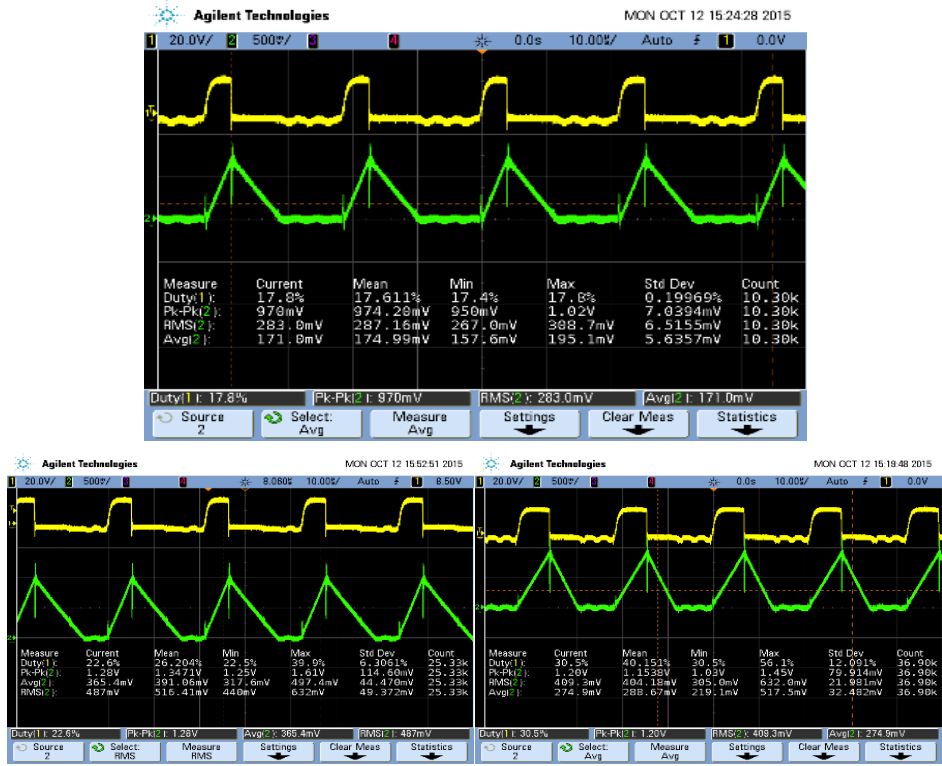 Agilent Technologies MON OCT 12 15:24:28 2015
1 20.0V/ 2 500mV/ 3 4 0.0s 10.00µs/ Auto 1 0.0V
Measure Current Mean Min Max Std Dev Count
Duty(1): 17.8% 17.611% 17.4% 17.8% 0.19969% 10.30k
Pk-Pk(2): 970mV 974.20mV 950mV 1.02V 7.0394mV 10.30k
RMS(2): 283.0mV 287.16mV 267.0mV 308.7mV 6.5155mV 10.30k
Avg(2): 171.0mV 174.99mV 157.6mV 195.1mV 5.6357mV 10.30k
Duty(1): 17.8% Pk-Pk(2): 970mV RMS(2): 283.0mV Avg(2): 171.0mV
Source Select: Measure Settings Clear Meas Statistics
2 Avg Avg
Agilent Technologies MON OCT 12 15:52:51 2015
1 20.0V/ 2 500mV/ 3 4 8.060µs 10.00µs/ Auto 1 6.50V
Measure Current Mean Min Max Std Dev Count
Duty(1): 22.6% 26.204% 22.5% 39.9% 6.3061% 25.33k
Pk-Pk(2): 1.28V 1.3471V 1.25V 1.61V 114.60mV 25.33k
Avg(2): 365.4mV 391.06mV 317.6mV 497.4mV 44.470mV 25.33k
RMS(2): 487mV 516.41mV 440mV 632mV 49.372mV 25.33k
Duty(1): 22.6% Pk-Pk(2): 1.28V Avg(2): 365.4mV RMS(2): 487mV
Source Select: Measure Settings Clear Meas Statistics
2 RMS RMS
Agilent Technologies MON OCT 12 15:19:48 2015
1 20.0V/ 2 500mV/ 3 4 0.0s 10.00µs/ Auto 1 0.0V
Measure Current Mean Min Max Std Dev Count
Duty(1): 30.5% 40.151% 30.5% 56.1% 12.091% 36.90k
Pk-Pk(2): 1.20V 1.1538V 1.03V 1.45V 79.914mV 36.90k
RMS(2): 409.3mV 404.18mV 305.0mV 632.0mV 21.981mV 36.90k
Avg(2): 274.9mV 288.67mV 219.1mV 517.5mV 32.482mV 36.90k
Duty(1): 30.5% Pk-Pk(2): 1.20V RMS(2): 409.3mV Avg(2): 274.9mV
Source Select: Measure Settings Clear Meas Statistics
2 Avg Avg